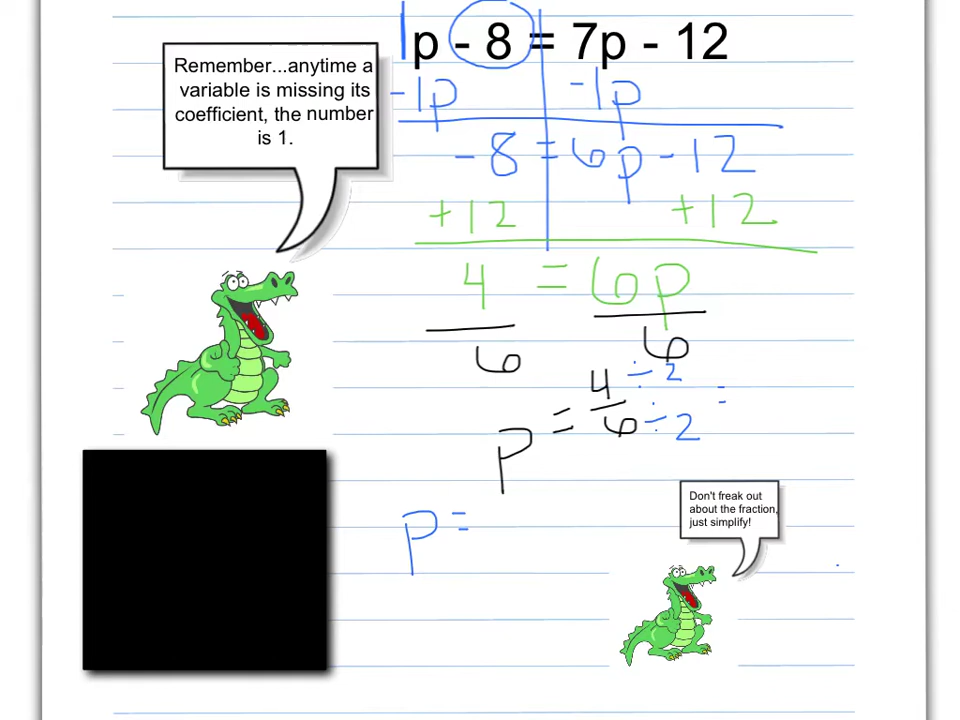 1p - 8 = 7p - 12
Remember...anytime a
variable is missing its
coefficient, the number
is 1.
-1p -1p
-8 = 6p - 12
+12 +12
4 = 6p
6 6
p = 4/6 ÷ 2 ÷ 2 =
p =
Don't freak out
about the fraction,
just simplify!